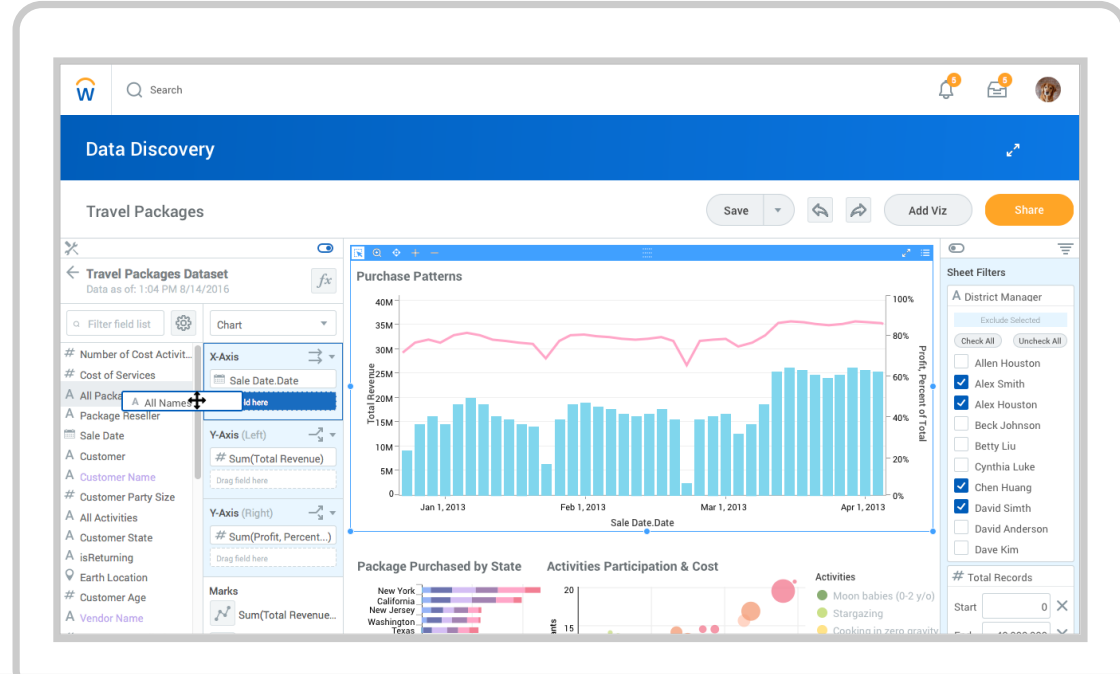 W
Search
5
5
Data Discovery
Travel Packages
Save
Add Viz
Share
Travel Packages Dataset
Data as of: 1:04 PM 8/14/2016
fx
Filter field list
# Number of Cost Activit...
# Cost of Services
A All Packa
A All Names
A Package Reseller
Sale Date
A Customer
A Customer Name
# Customer Party Size
A All Activities
A Customer State
A isReturning
Earth Location
# Customer Age
A Vendor Name
Chart
X-Axis
Sale Date.Date
ld here
Y-Axis (Left)
# Sum(Total Revenue)
Drag field here
Y-Axis (Right)
# Sum(Profit, Percent...)
Drag field here
Marks
Sum(Total Revenue...
Purchase Patterns
40M
35M
30M
25M
20M
15M
10M
5M
0
Total Revenue
100%
80%
60%
40%
20%
0%
Profit, Percent of Total
Jan 1, 2013
Feb 1, 2013
Mar 1, 2013
Apr 1, 2013
Sale Date.Date
Package Purchased by State
New York
California
New Jersey
Washington
Texas
Activities Participation & Cost
20
15
Activities
Moon babies (0-2 y/o)
Stargazing
Cooking in zero gravity
Sheet Filters
A District Manager
Exclude Selected
Check All
Uncheck All
Allen Houston
Alex Smith
Alex Houston
Beck Johnson
Betty Liu
Cynthia Luke
Chen Huang
David Simth
David Anderson
Dave Kim
# Total Records
Start
0